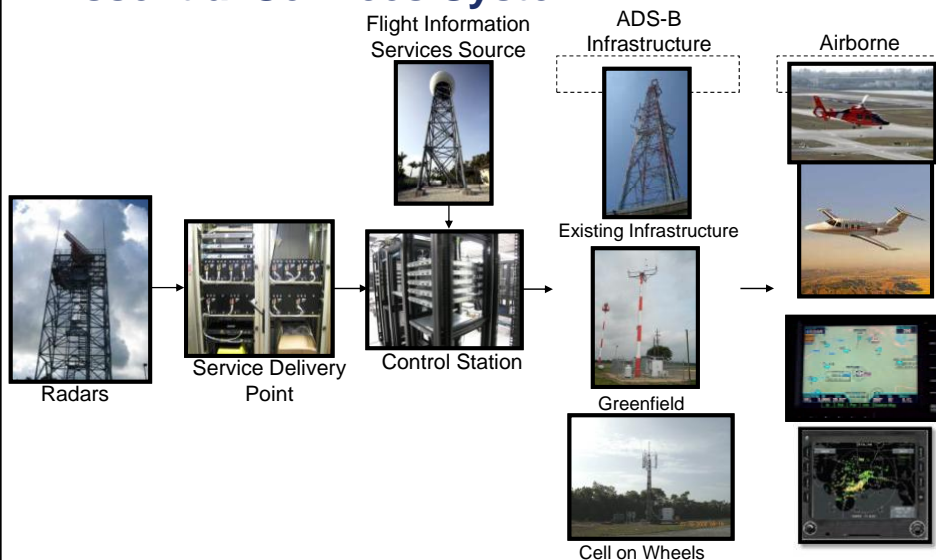 Services
Flight Information
Services Source
ADS-B
Infrastructure
Airborne
Existing Infrastructure
Radars
Service Delivery
Point
Control Station
Greenfield
Cell on Wheels